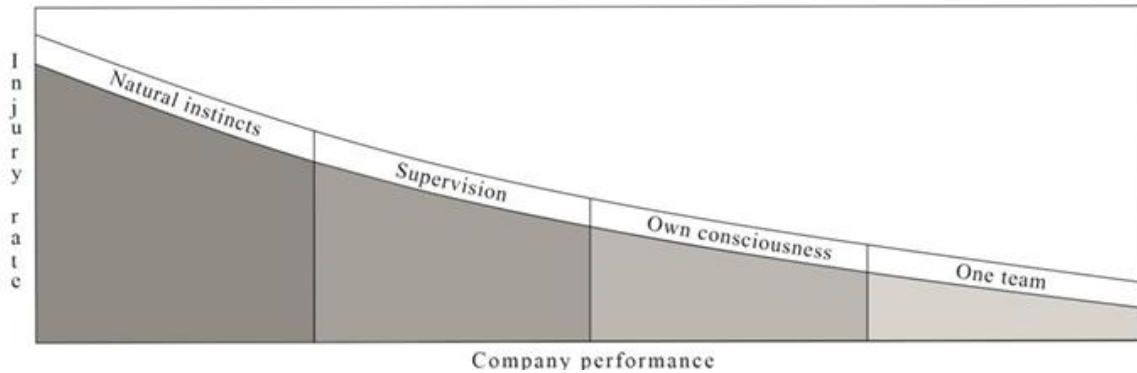 Injury rate
Natural instincts
Supervision
Own consciousness
One team
Company performance